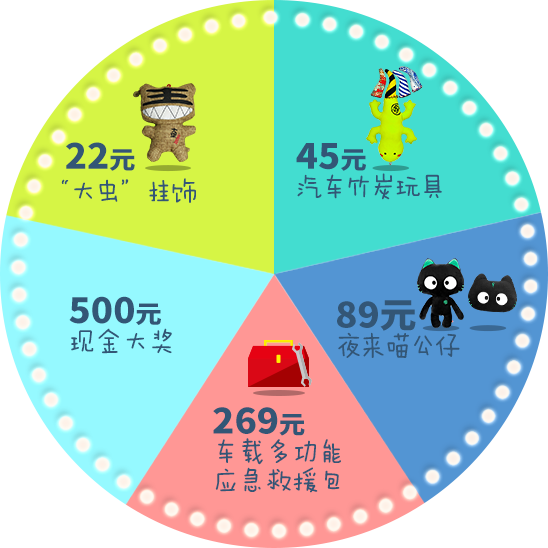 22元
“大虫” 挂饰
45元
汽车竹炭玩具
500元
现金大奖
89元
夜来喵公仔
269元
车载多功能
应急救援包